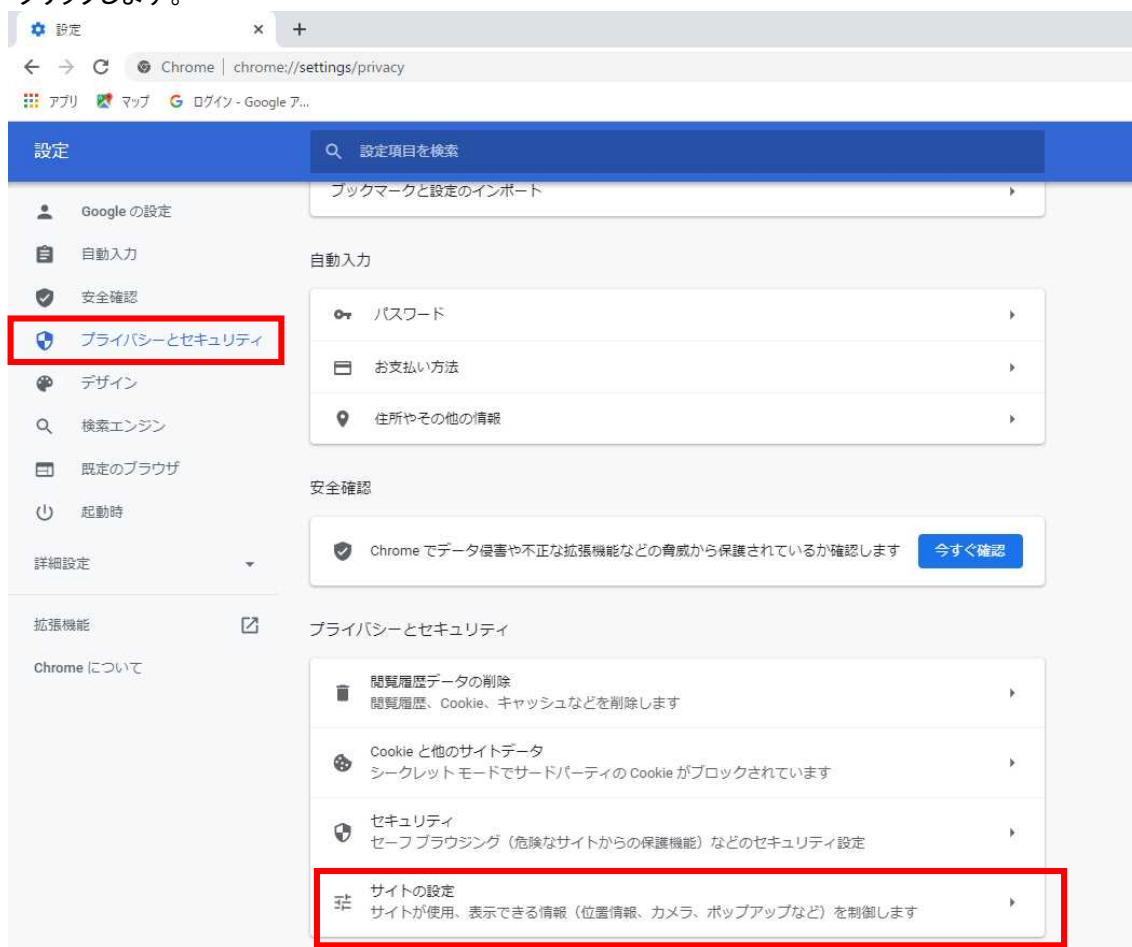 クリックします。
設定
Chrome | chrome://settings/privacy
アプリ マップ G ログイン - Google ア...
設定
設定項目を検索
Google の設定
自動入力
安全確認
プライバシーとセキュリティ
デザイン
検索エンジン
既定のブラウザ
起動時
詳細設定
拡張機能
Chrome について
ブックマークと設定のインポート
自動入力
パスワード
お支払い方法
住所やその他の情報
安全確認
Chrome でデータ侵害や不正な拡張機能などの脅威から保護されているか確認します
今すぐ確認
プライバシーとセキュリティ
閲覧履歴データの削除
閲覧履歴、Cookie、キャッシュなどを削除します
Cookie と他のサイトデータ
シークレット モードでサードパーティの Cookie がブロックされています
セキュリティ
セーフ ブラウジング（危険なサイトからの保護機能）などのセキュリティ設定
サイトの設定
サイトが使用、表示できる情報（位置情報、カメラ、ポップアップなど）を制御します